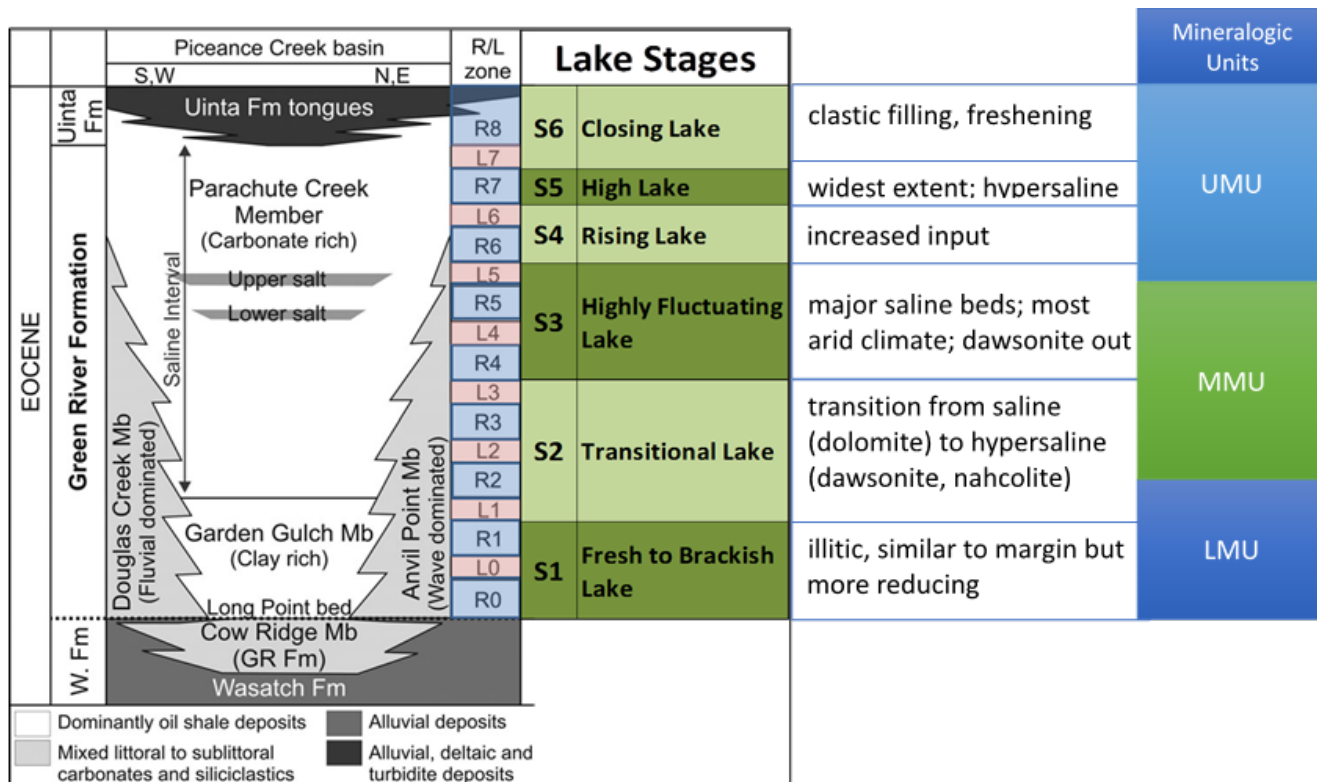 Piceance Creek basin
S,W
N,E
R/L
zone
Lake Stages
Mineralogic
Units
EOCENE
Uinta
Fm
Green River Formation
W. Fm
Uinta Fm tongues
Parachute Creek
Member
(Carbonate rich)
Saline Interval
Upper salt
Lower salt
Douglas Creek Mb
(Fluvial dominated)
Anvil Point Mb
(Wave dominated)
Garden Gulch Mb
(Clay rich)
Long Point bed
Cow Ridge Mb
(GR Fm)
Wasatch Fm
R8
L7
R7
L6
R6
L5
R5
L4
R4
L3
R3
L2
R2
L1
R1
L0
R0
S6 Closing Lake
clastic filling, freshening
S5 High Lake
widest extent; hypersaline
S4 Rising Lake
increased input
S3 Highly Fluctuating
Lake
major saline beds; most
arid climate; dawsonite out
S2 Transitional Lake
transition from saline
(dolomite) to hypersaline
(dawsonite, nahcolite)
S1 Fresh to Brackish
Lake
illitic, similar to margin but
more reducing
UMU
MMU
LMU
Dominantly oil shale deposits
Mixed littoral to sublittoral
carbonates and siliciclastics
Alluvial deposits
Alluvial, deltaic and
turbidite deposits